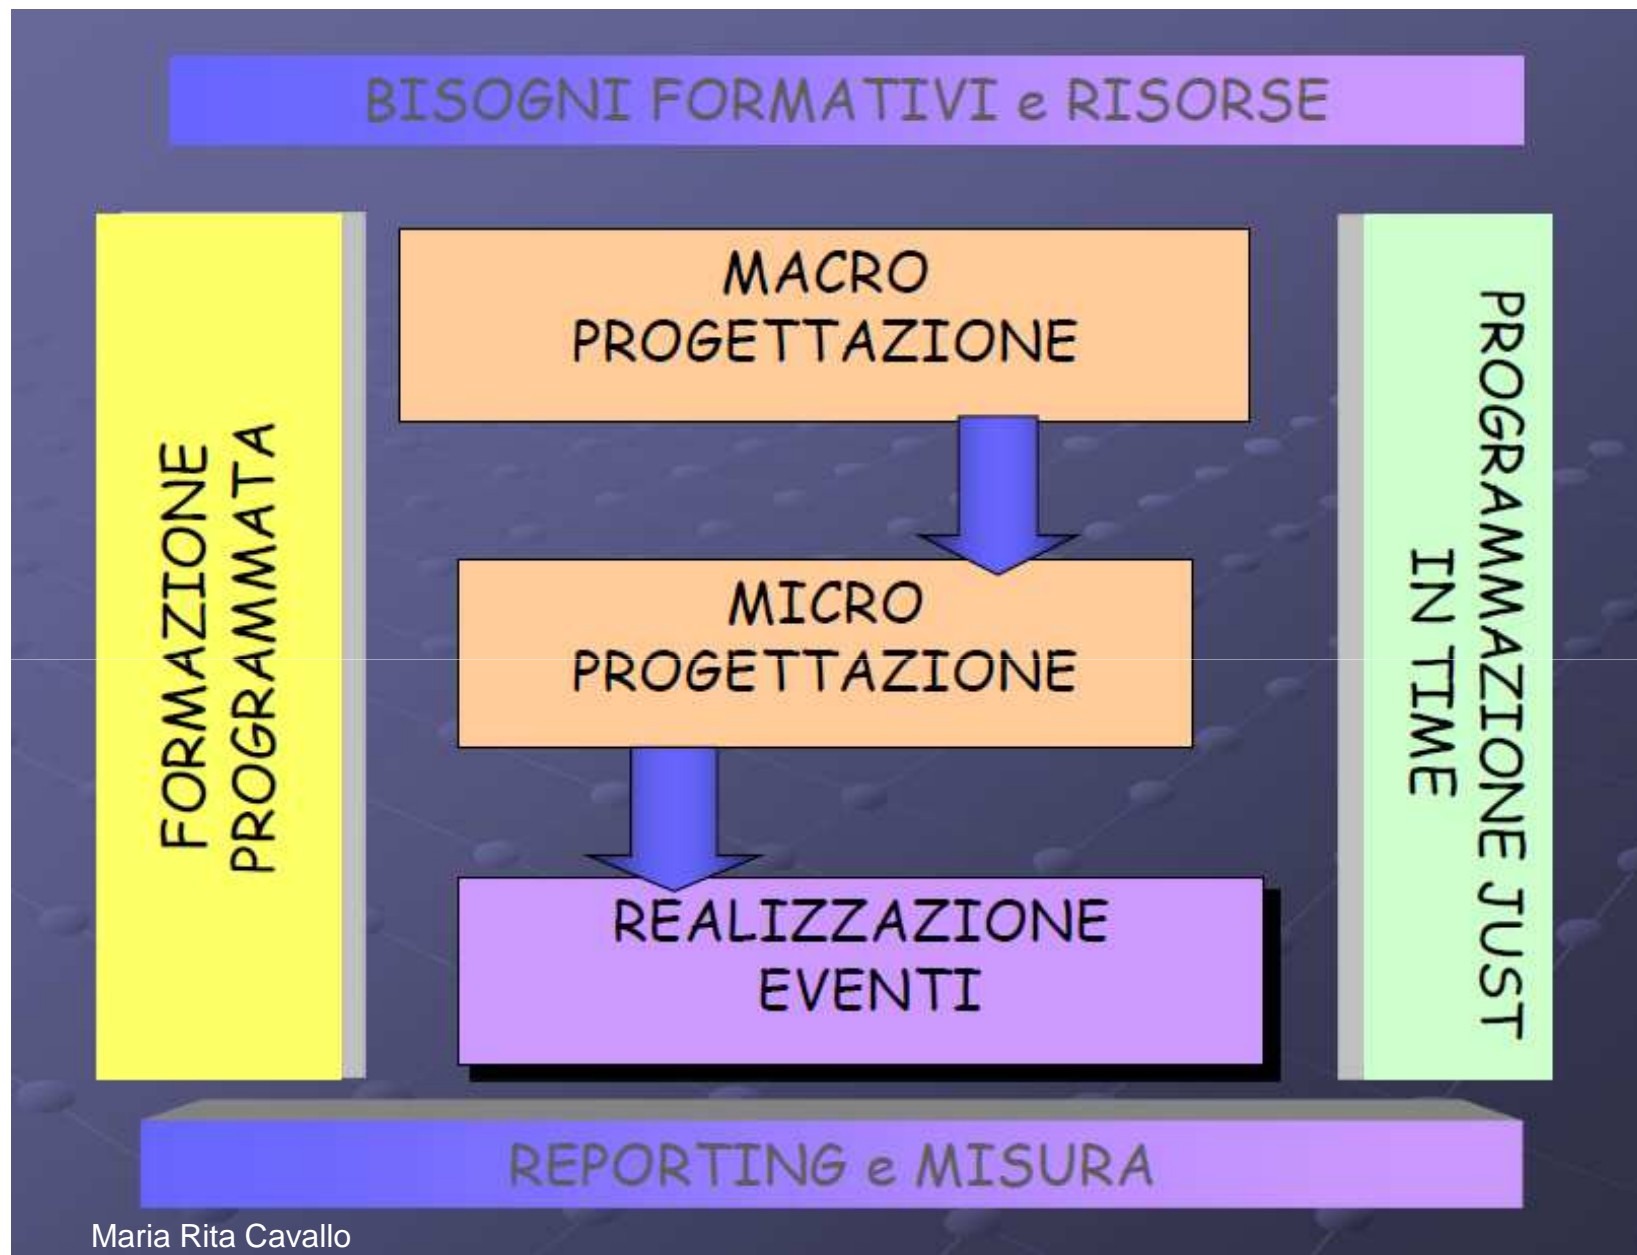 BISOGNI FORMATIVI e RISORSE
FORMAZIONE
PROGRAMMATA
MACRO
PROGETTAZIONE
MICRO
PROGETTAZIONE
REALIZZAZIONE
EVENTI
PROGRAMMAZIONE JUST
IN TIME
REPORTING e MISURA
Maria Rita Cavallo